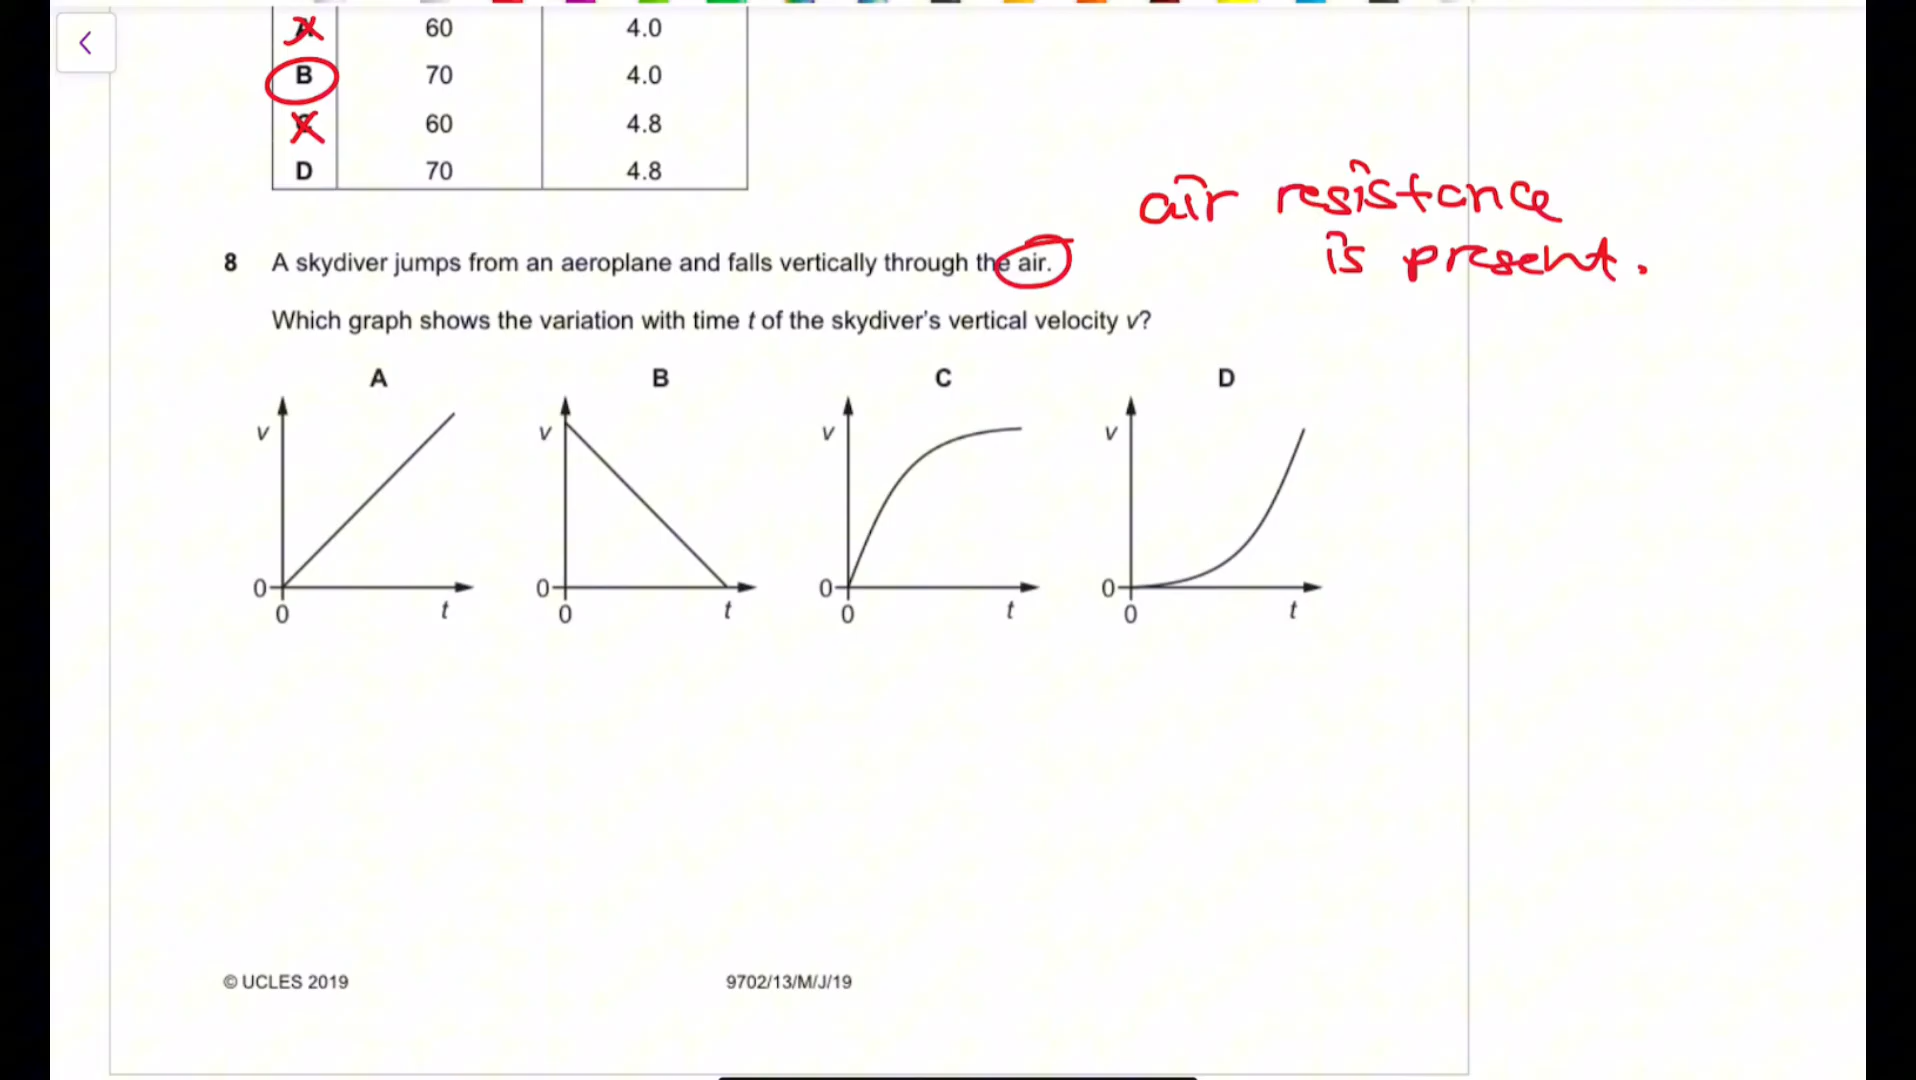 60 4.0
B 70 4.0
60 4.8
D 70 4.8
air resistance
is present.
8 A skydiver jumps from an aeroplane and falls vertically through the air.
Which graph shows the variation with time t of the skydiver's vertical velocity v?
A B C D
v v v v
0 0 0 0
0 t 0 t 0 t 0 t
© UCLES 2019 9702/13/M/J/19